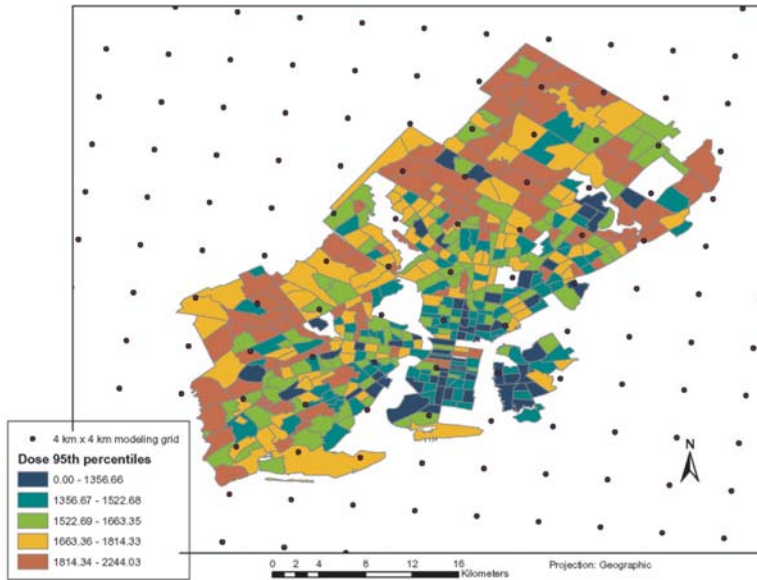 N
4 km x 4 km modeling grid
Dose 95th percentiles
0.00 - 1356.66
1356.67 - 1522.68
1522.69 - 1663.35
1663.36 - 1814.33
1814.34 - 2244.03
0 2 4 8 12 16
Kilometers
Projection: Geographic